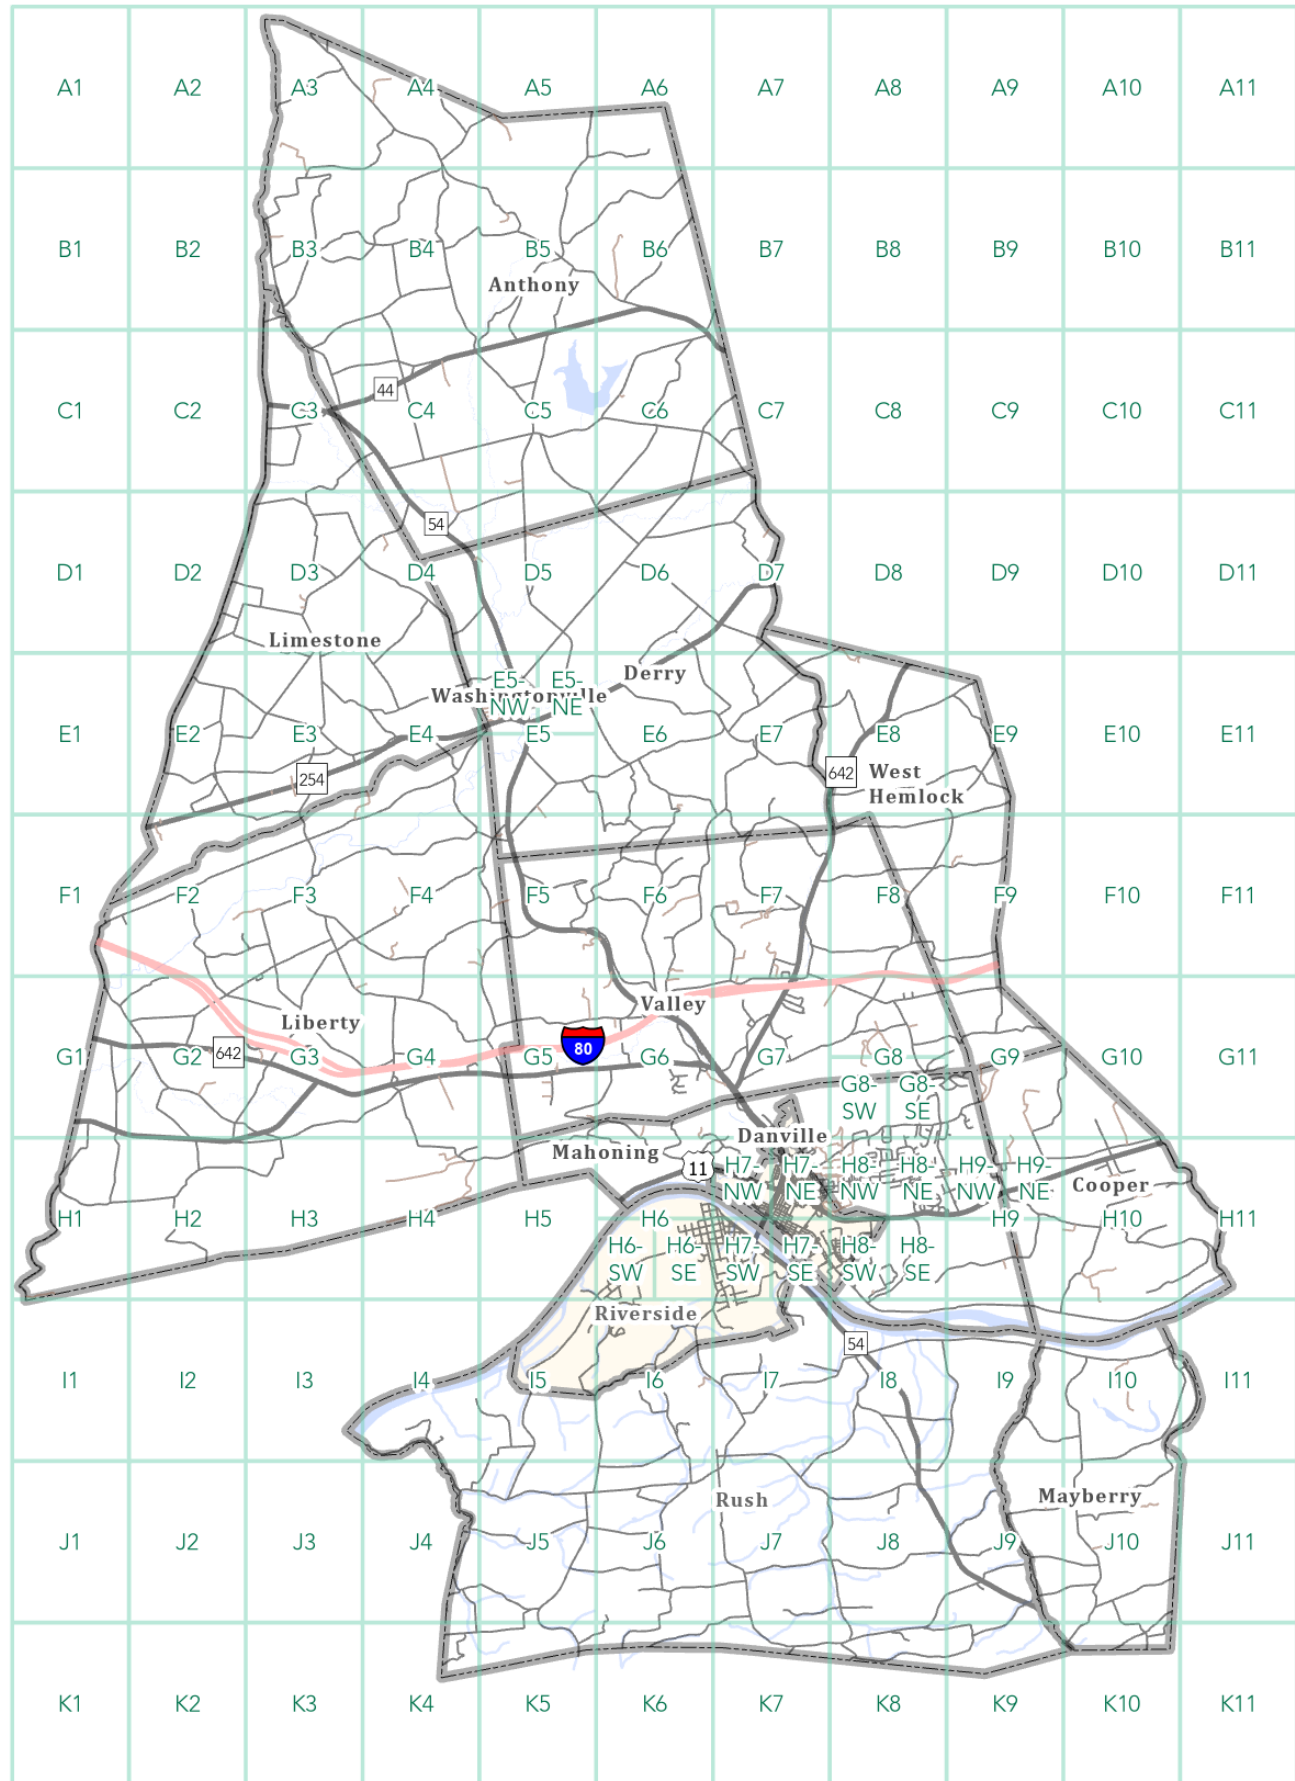 A1 A2 A3 A4 A5 A6 A7 A8 A9 A10 A11
B1 B2 B3 B4 B5 B6 B7 B8 B9 B10 B11
Anthony
44
C1 C2 C3 C4 C5 C6 C7 C8 C9 C10 C11
54
D1 D2 D3 D4 D5 D6 D7 D8 D9 D10 D11
Limestone
Derry
E5- E5-
Washingtonville
NW NE
E1 E2 E3 E4 E5 E6 E7 E8 E9 E10 E11
254
642
West
Hemlock
F1 F2 F3 F4 F5 F6 F7 F8 F9 F10 F11
Valley
Liberty
642
80
G1 G2 G3 G4 G5 G6 G7 G8 G9 G10 G11
G8- G8-
SW SE
Danville
Mahoning
11
H7- H7- H8- H8- H9- H9-
NW NE NW NE NW NE
Cooper
H1 H2 H3 H4 H5 H6 H9 H10 H11
H6- H6- H7- H7- H8- H8-
SW SE SW SE SW SE
Riverside
54
I1 I2 I3 I4 I5 I6 I7 I8 I9 I10 I11
Rush
Mayberry
J1 J2 J3 J4 J5 J6 J7 J8 J9 J10 J11
K1 K2 K3 K4 K5 K6 K7 K8 K9 K10 K11